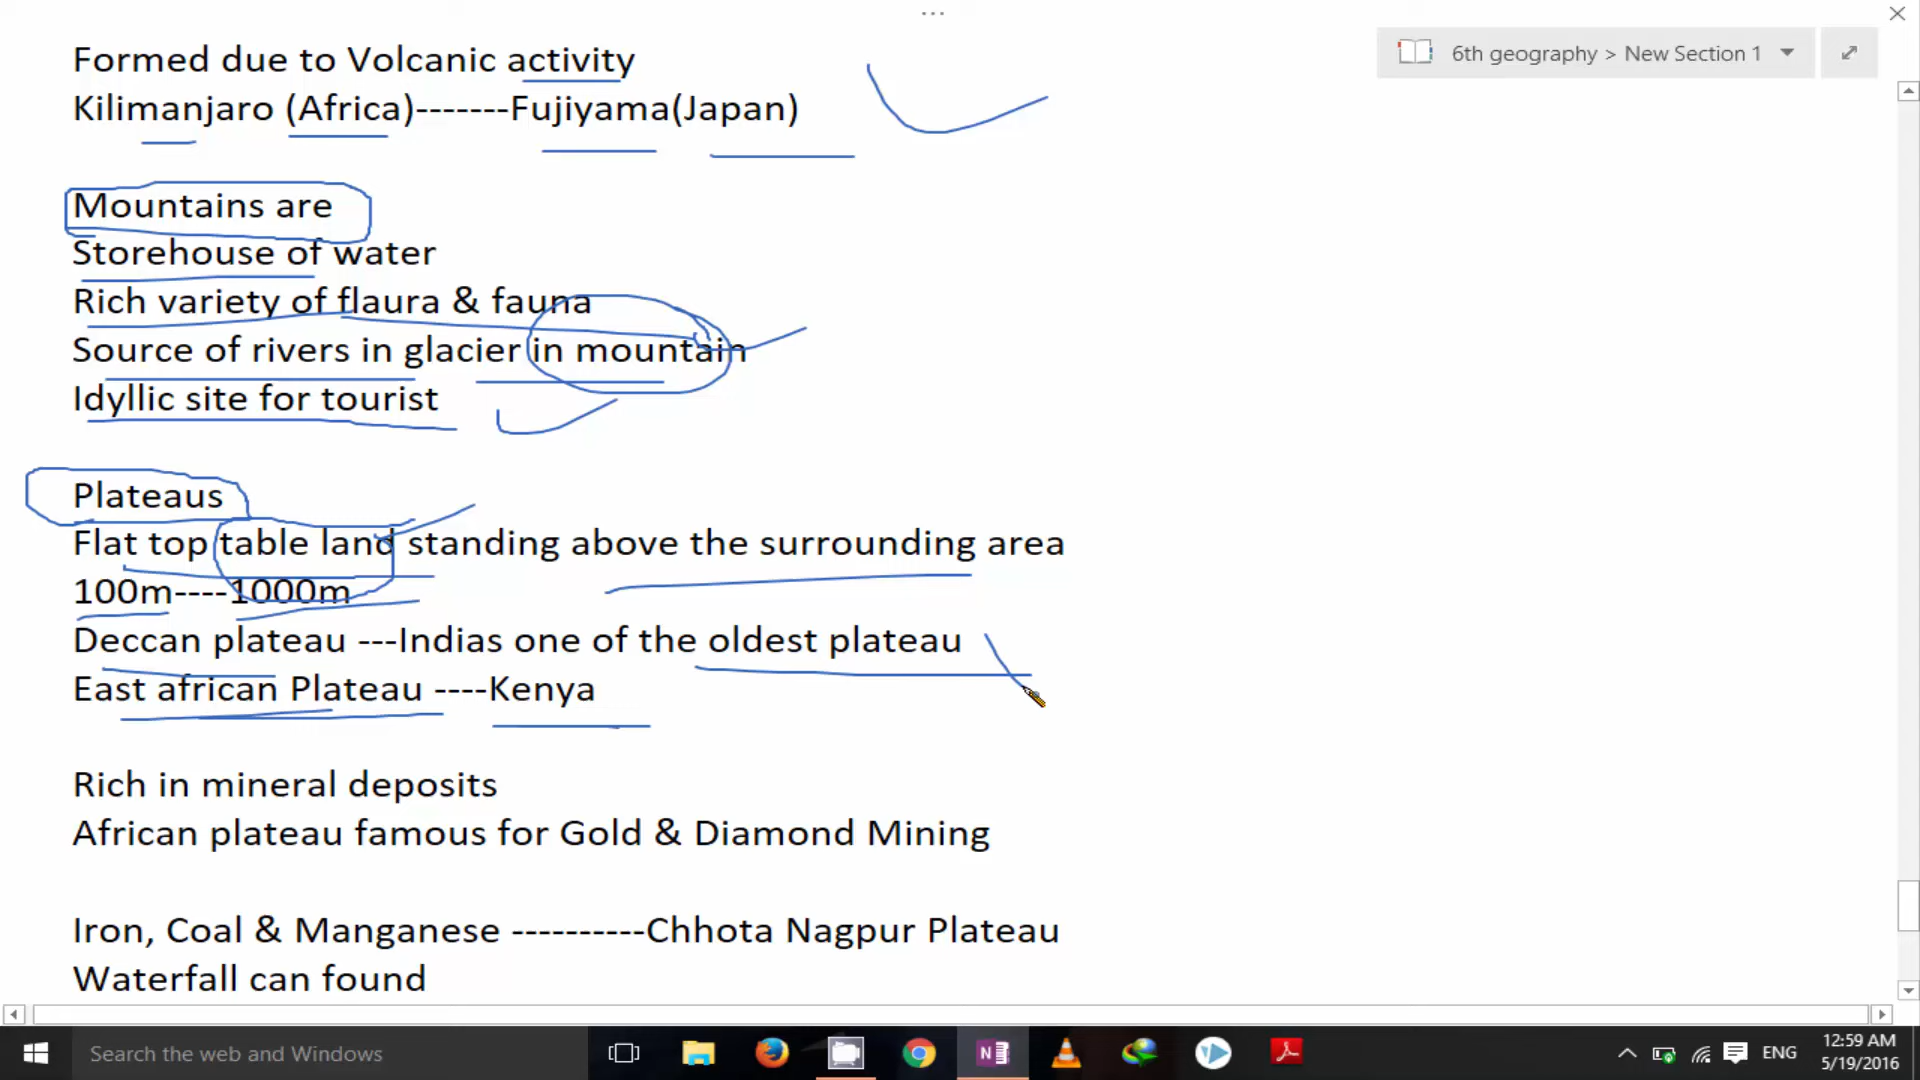 ...
6th geography > New Section 1
Formed due to Volcanic activity
Kilimanjaro (Africa)-------Fujiyama(Japan)
Mountains are
Storehouse of water
Rich variety of flaura & fauna
Source of rivers in glacier in mountain
Idyllic site for tourist
Plateaus
Flat top table land standing above the surrounding area
100m----1000m
Deccan plateau ---Indias one of the oldest plateau
East african Plateau ----Kenya
Rich in mineral deposits
African plateau famous for Gold & Diamond Mining
Iron, Coal & Manganese ----------Chhota Nagpur Plateau
Waterfall can found
Search the web and Windows
N
ENG
12:59 AM
5/19/2016